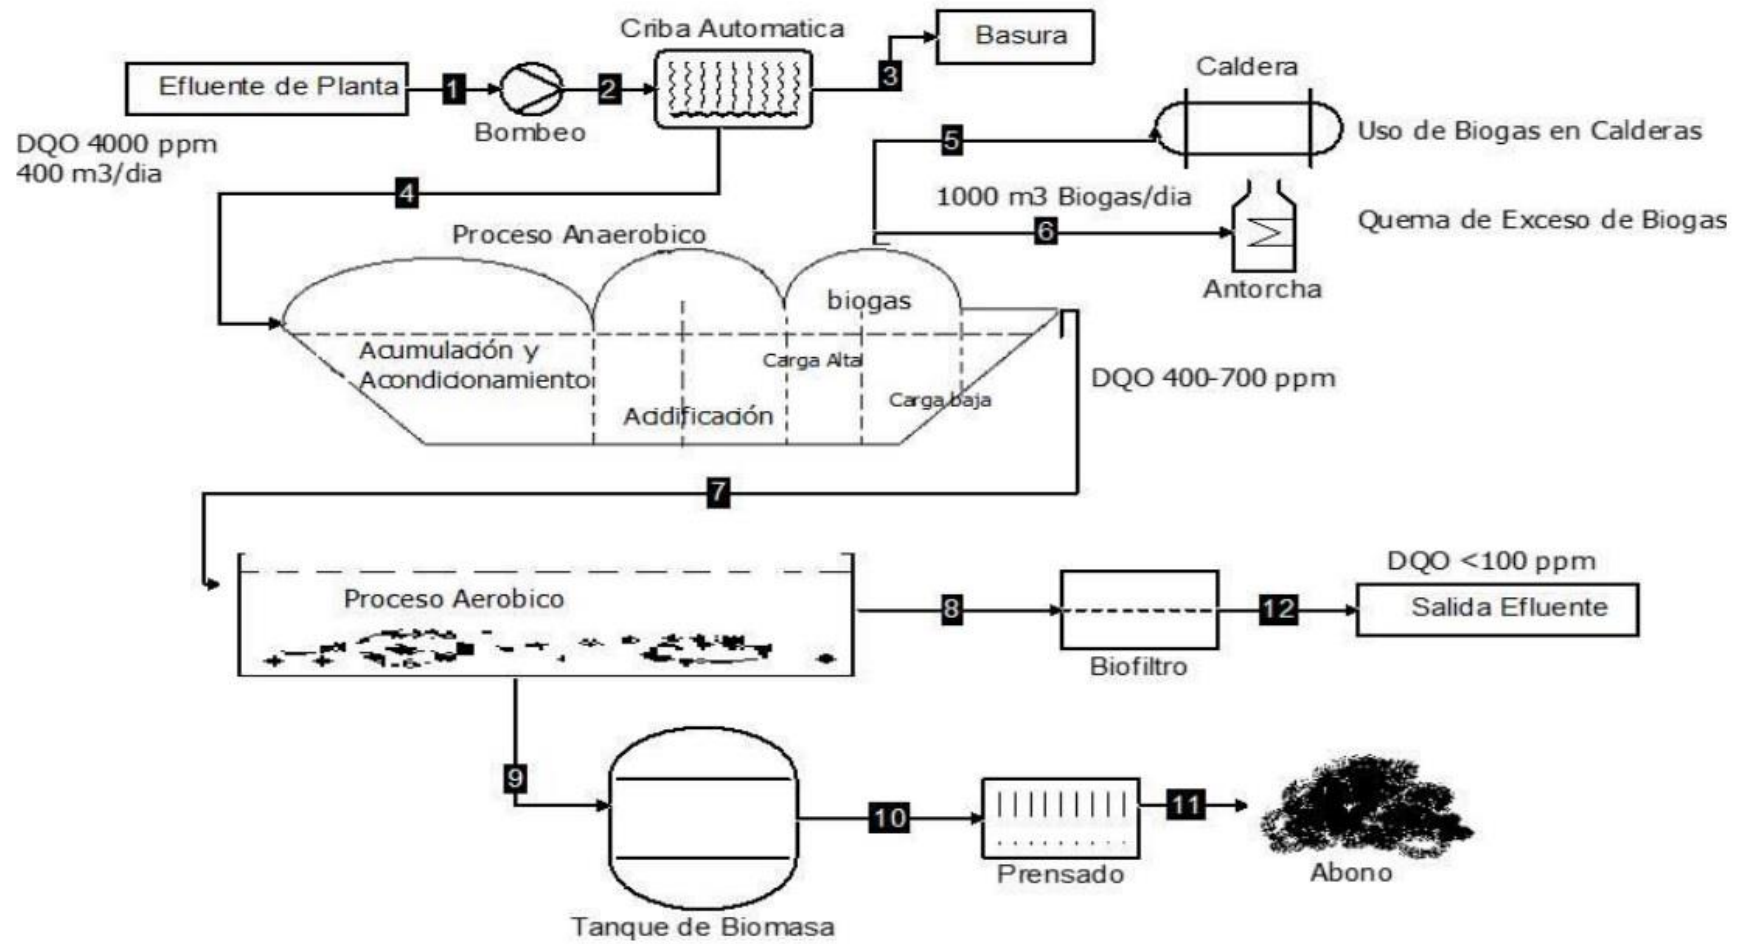 Criba Automatica
Basura
Efluente de Planta
1
2
3
Bombeo
DQO 4000 ppm
400 m3/dia
Caldera
5
Uso de Biogas en Calderas
4
1000 m3 Biogas/dia
6
Quema de Exceso de Biogas
Antorcha
Proceso Anaerobico
biogas
Acumulación y
Acondicionamiento
Carga Alta
Carga baja
Acidificación
DQO 400-700 ppm
7
Proceso Aerobico
8
Biofiltro
12
DQO <100 ppm
Salida Efluente
9
Tanque de Biomasa
10
Prensado
11
Abono